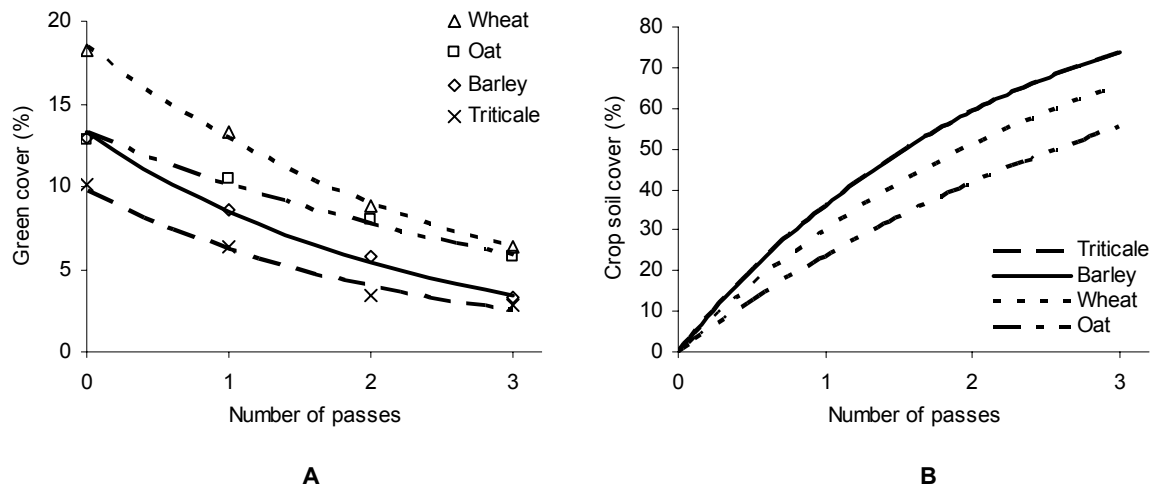 20
15
10
5
0
Green cover (%)
Wheat
Oat
Barley
Triticale
0 1 2 3
Number of passes
A
80
70
60
50
40
30
20
10
0
Crop soil cover (%)
Triticale
Barley
Wheat
Oat
0 1 2 3
Number of passes
B